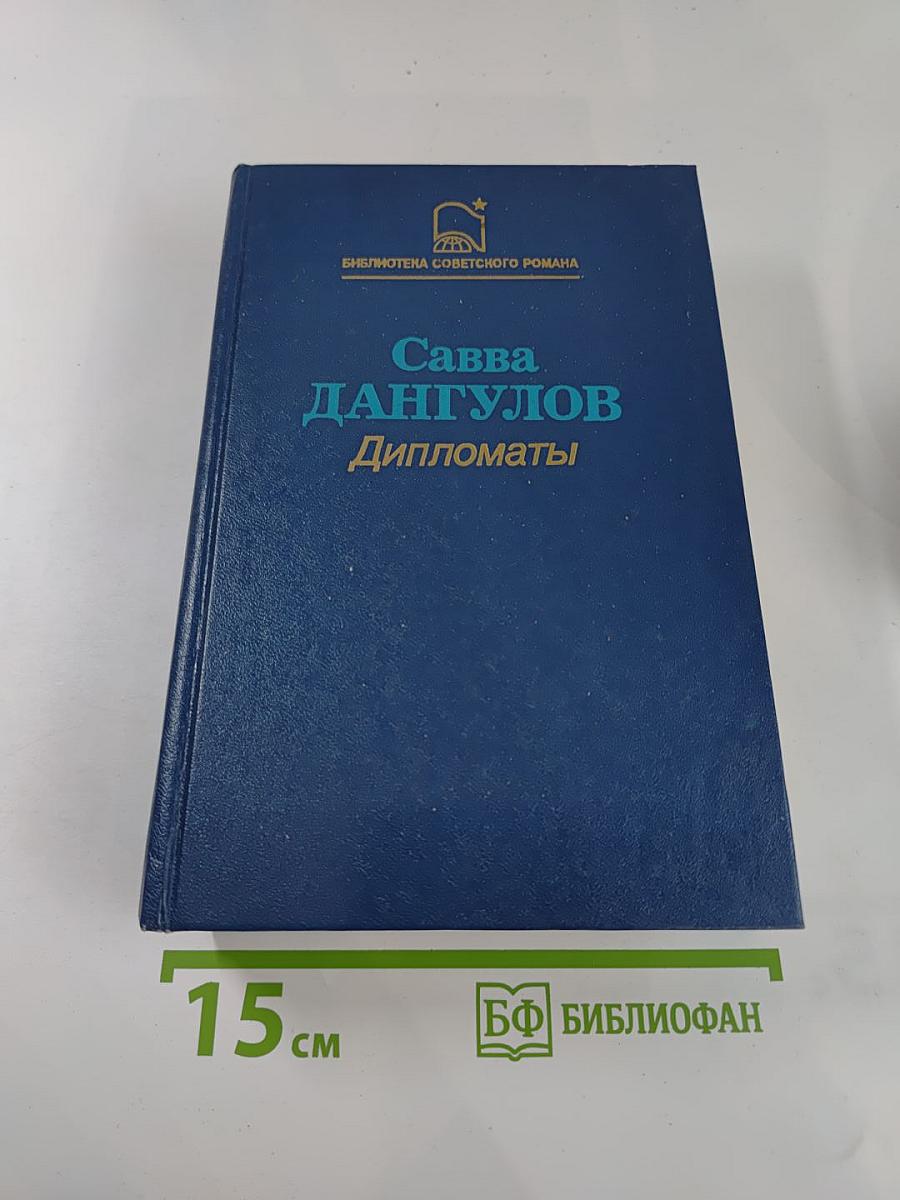 БИБЛИОТЕКА СОВЕТСКОГО РОМАНА
Савва
ДАНГУЛОВ
Дипломаты
15 см
БФ БИБЛИОФАН